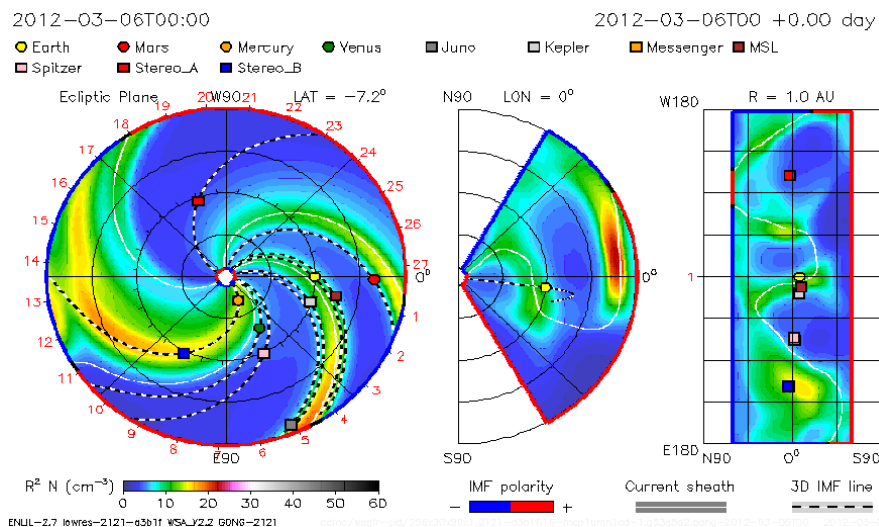 2012-03-06T00:00 2012-03-06T00 +0.00 day
Earth Mars Mercury Venus Juno Kepler Messenger MSL
Spitzer Stereo_A Stereo_B
Ecliptic Plane W90 LAT = -7.2° N90 LON = 0° W180 R = 1.0 AU
20 21
19 22
18 23
17 24
16 25
15 26
14 27 0° 0° 1
13 1
12 2
11 3
10 4
9 5
8 7 6
E90 S90 E180 N90 0° S90
R² N (cm⁻³) 0 10 20 30 40 50 60
IMF polarity - + Current sheath 3D IMF line
ENLIL-2.7 lowres-2121-a3b1f WSA_V2.2 GONG-2121